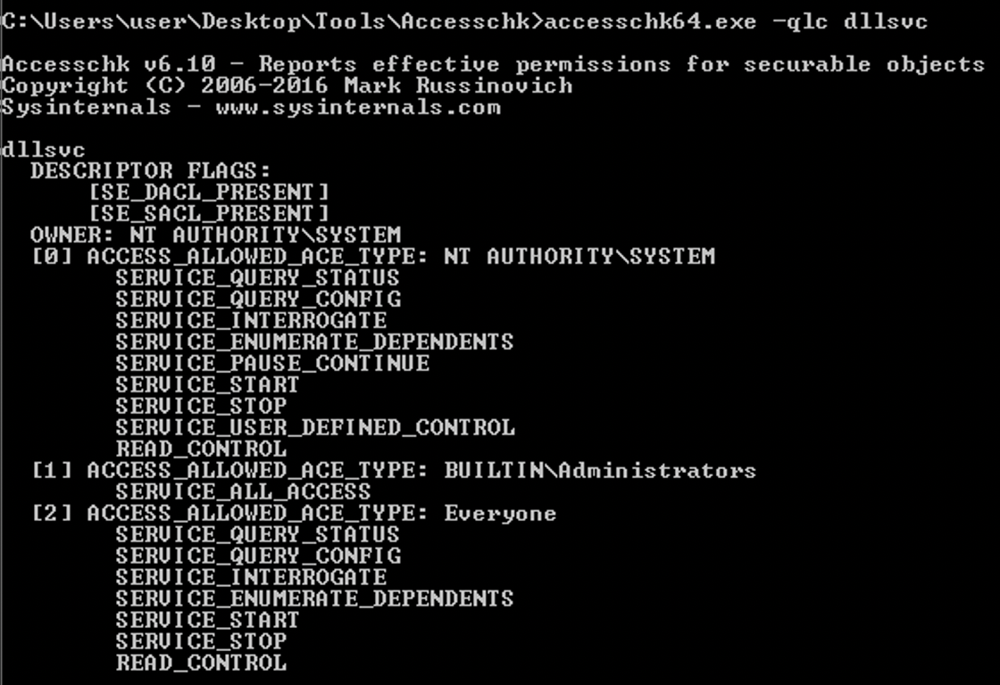 C:\Users\user\Desktop\Tools\Accesschk>accesschk64.exe -qlc dllsvc
Accesschk v6.10 - Reports effective permissions for securable objects
Copyright (C) 2006-2016 Mark Russinovich
Sysinternals - www.sysinternals.com
dllsvc
DESCRIPTOR FLAGS:
[SE_DACL_PRESENT]
[SE_SACL_PRESENT]
OWNER: NT AUTHORITY\SYSTEM
[0] ACCESS_ALLOWED_ACE_TYPE: NT AUTHORITY\SYSTEM
SERVICE_QUERY_STATUS
SERVICE_QUERY_CONFIG
SERVICE_INTERROGATE
SERVICE_ENUMERATE_DEPENDENTS
SERVICE_PAUSE_CONTINUE
SERVICE_START
SERVICE_STOP
SERVICE_USER_DEFINED_CONTROL
READ_CONTROL
[1] ACCESS_ALLOWED_ACE_TYPE: BUILTIN\Administrators
SERVICE_ALL_ACCESS
[2] ACCESS_ALLOWED_ACE_TYPE: Everyone
SERVICE_QUERY_STATUS
SERVICE_QUERY_CONFIG
SERVICE_INTERROGATE
SERVICE_ENUMERATE_DEPENDENTS
SERVICE_START
SERVICE_STOP
READ_CONTROL